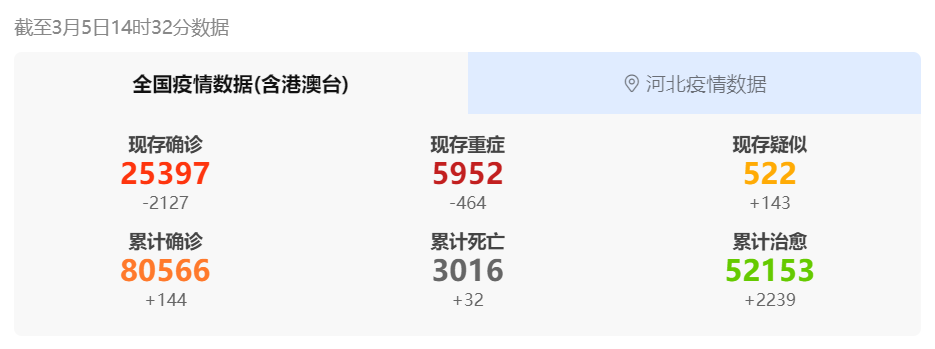 截至3月5日14时32分数据
全国疫情数据(含港澳台) 河北疫情数据
现存确诊 现存重症 现存疑似
25397 5952 522
-2127 -464 +143
累计确诊 累计死亡 累计治愈
80566 3016 52153
+144 +32 +2239